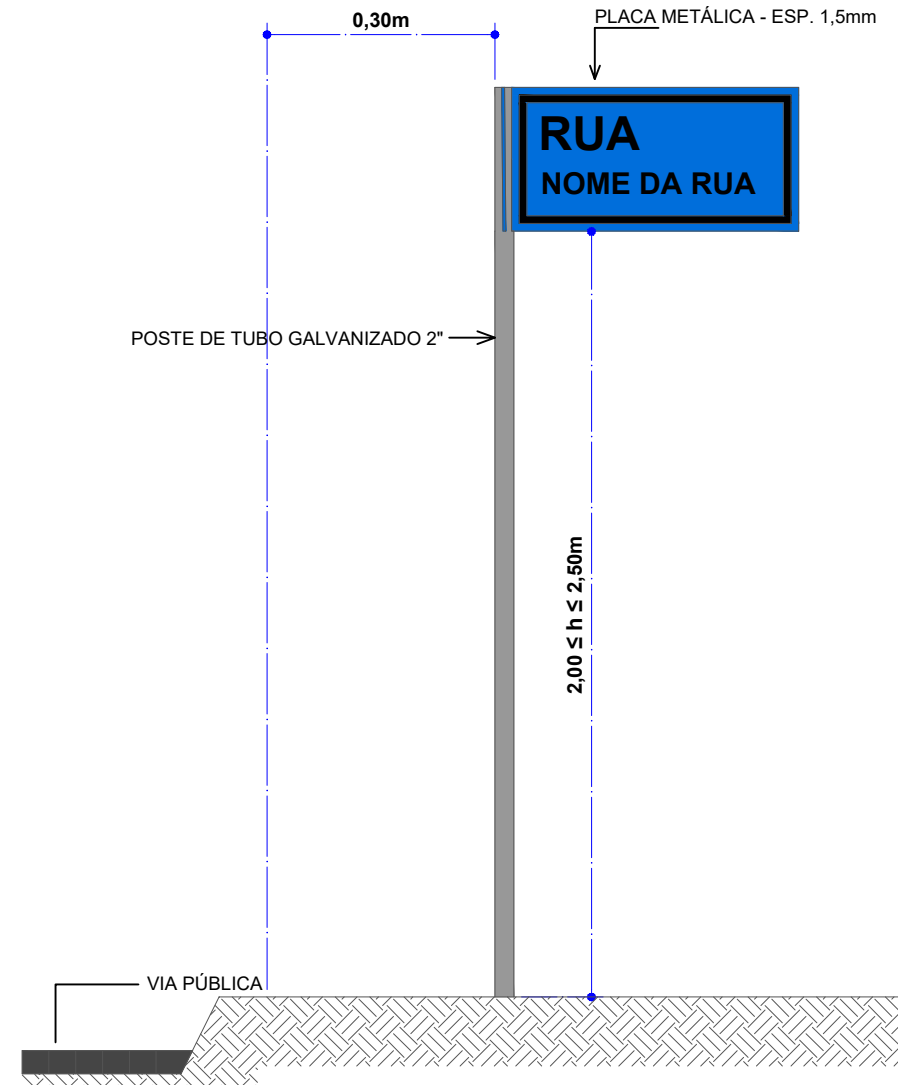 0,30m
PLACA METÁLICA - ESP. 1,5mm
RUA
NOME DA RUA
POSTE DE TUBO GALVANIZADO 2"
2,00 ≤ h ≤ 2,50m
VIA PÚBLICA